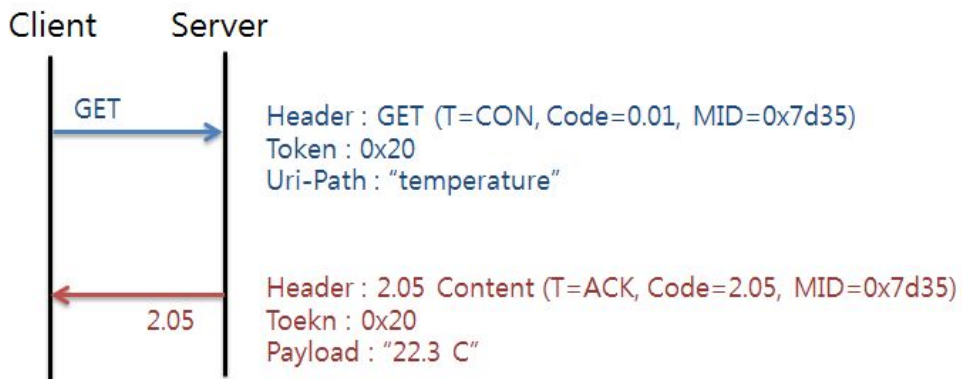 Client Server
GET
Header : GET (T=CON, Code=0.01, MID=0x7d35)
Token : 0x20
Uri-Path : "temperature"
Header : 2.05 Content (T=ACK, Code=2.05, MID=0x7d35)
2.05
Toekn : 0x20
Payload : "22.3 C"